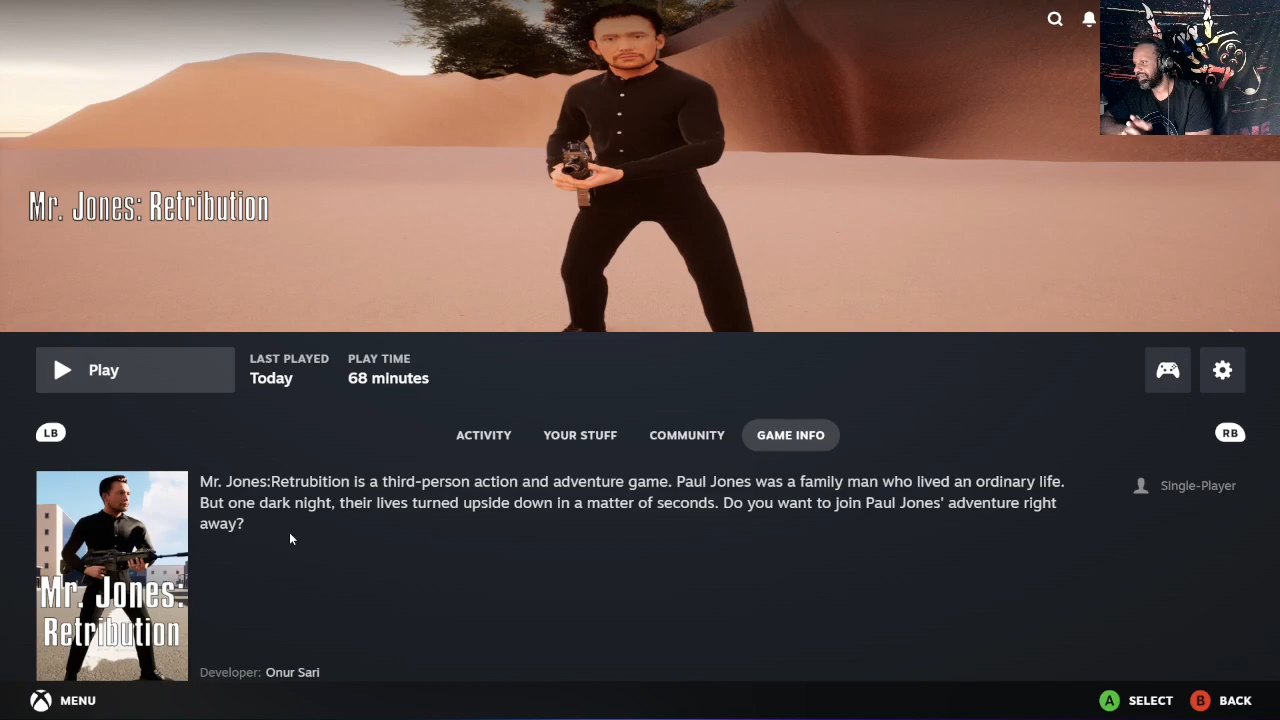 Mr. Jones: Retribution
Play
LAST PLAYED
Today
PLAY TIME
68 minutes
LB
ACTIVITY
YOUR STUFF
COMMUNITY
GAME INFO
RB
Mr. Jones:
Retribution
Mr. Jones:Retrubition is a third-person action and adventure game. Paul Jones was a family man who lived an ordinary life.
But one dark night, their lives turned upside down in a matter of seconds. Do you want to join Paul Jones' adventure right
away?
Single-Player
Developer: Onur Sari
MENU
A SELECT
B BACK